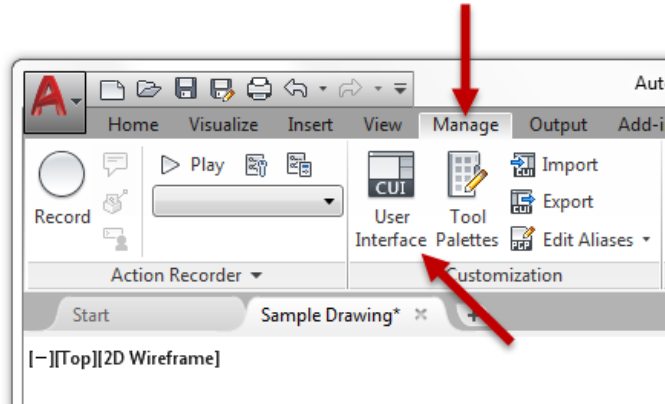 Aut
Home Visualize Insert View Manage Output Add-i
Play
Import
Record
CUI
User Interface
Tool Palettes
Export
Edit Aliases
Action Recorder
Customization
Start
Sample Drawing*
[−][Top][2D Wireframe]